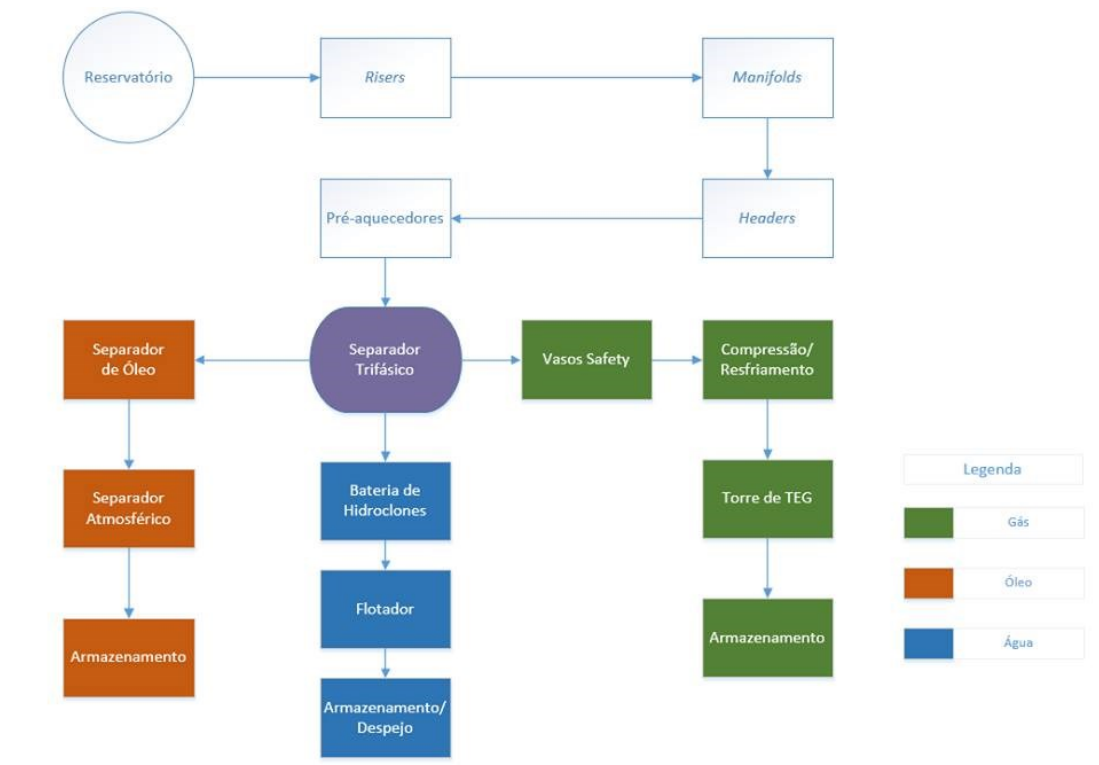 Reservatório
Risers
Manifolds
Pré-aquecedores
Headers
Separador
de Óleo
Separador
Trifásico
Vasos Safety
Compressão/
Resfriamento
Separador
Atmosférico
Bateria de
Hidroclones
Torre de TEG
Legenda
Gás
Óleo
Água
Flotador
Armazenamento
Armazenamento/
Despejo
Armazenamento